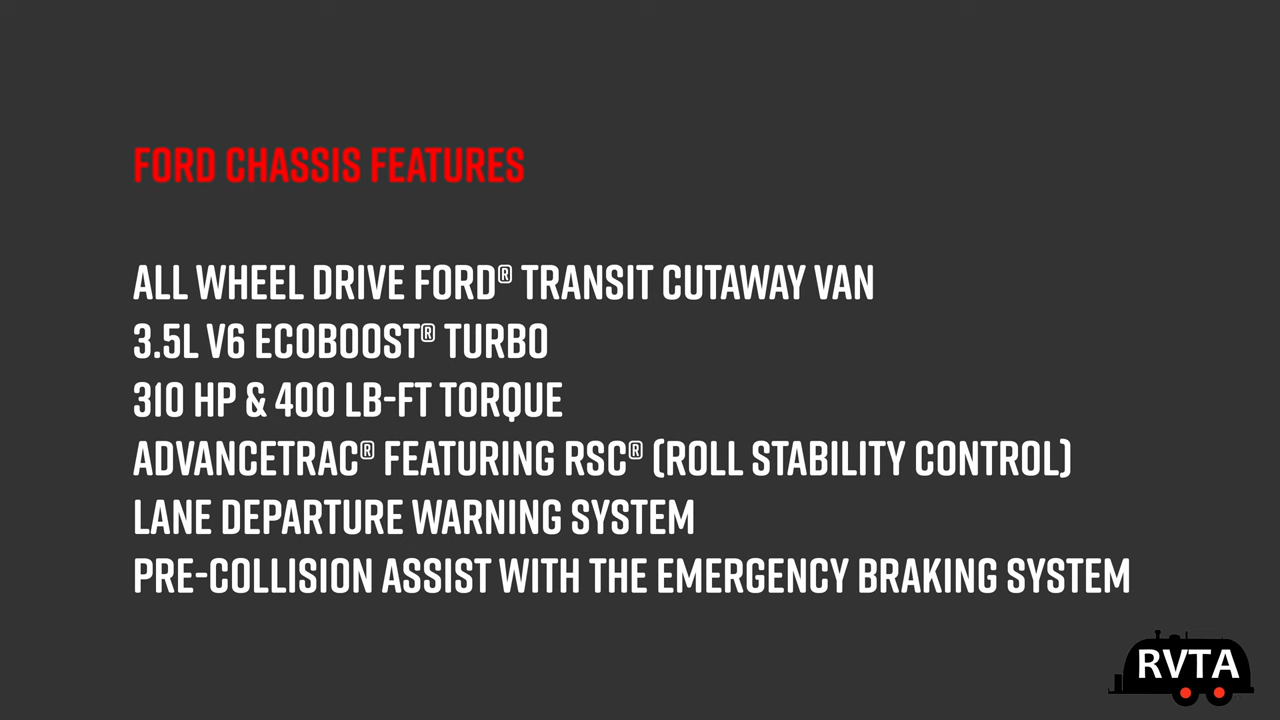 FORD CHASSIS FEATURES
ALL WHEEL DRIVE FORD® TRANSIT CUTAWAY VAN
3.5L V6 ECOBOOST® TURBO
310 HP & 400 LB-FT TORQUE
ADVANCETRAC® FEATURING RSC® (ROLL STABILITY CONTROL)
LANE DEPARTURE WARNING SYSTEM
PRE-COLLISION ASSIST WITH THE EMERGENCY BRAKING SYSTEM
RVTA